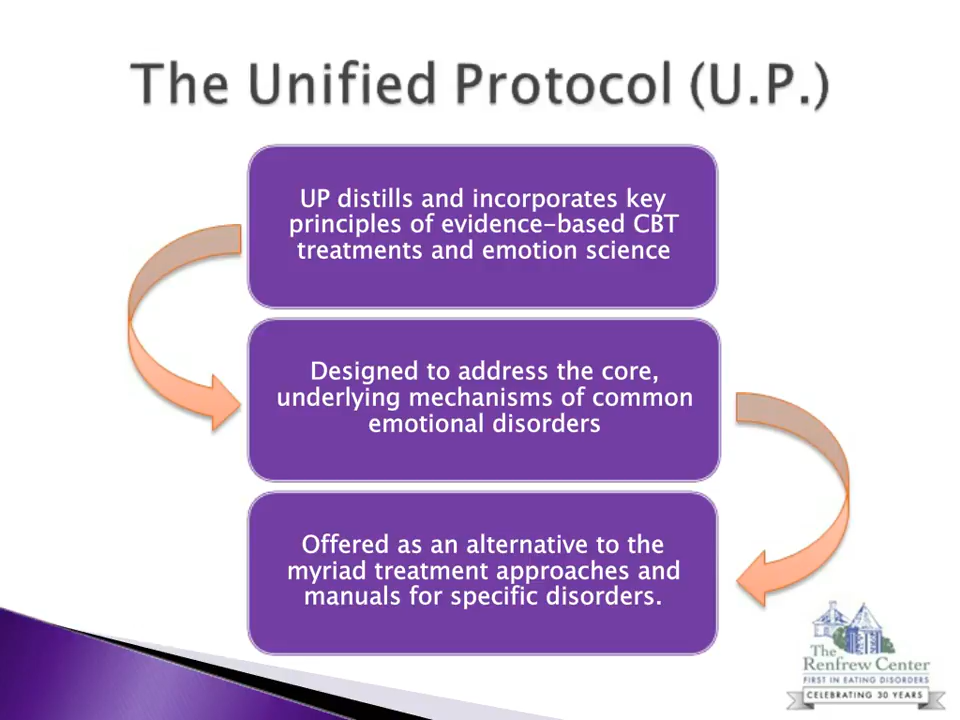 The Unified Protocol (U.P.)
UP distills and incorporates key
principles of evidence-based CBT
treatments and emotion science
Designed to address the core,
underlying mechanisms of common
emotional disorders
Offered as an alternative to the
myriad treatment approaches and
manuals for specific disorders.
The
Renfrew Center
FIRST IN EATING DISORDERS
CELEBRATING 30 YEARS